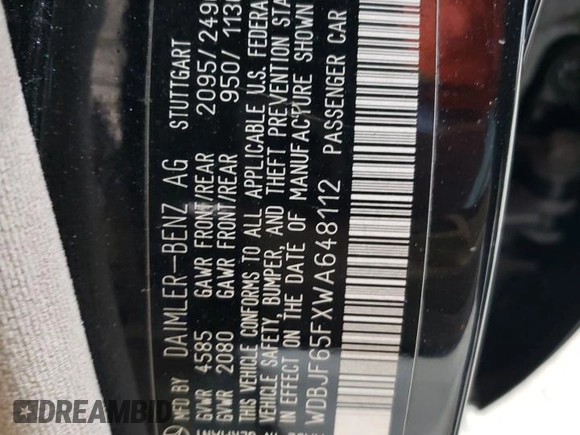 MFD BY DAIMLER-BENZ AG STUTTGART
GVWR 4585 GAWR FRONT/REAR 2095/249
GVWR 2080 GAWR FRONT/REAR 950/113
THIS VEHICLE CONFORMS TO ALL APPLICABLE U.S. FEDERA
VEHICLE SAFETY, BUMPER, AND THEFT PREVENTION STA
IN EFFECT ON THE DATE OF MANUFACTURE SHOWN
WDBJF65FXWA648112 PASSENGER CAR
DREAMBID